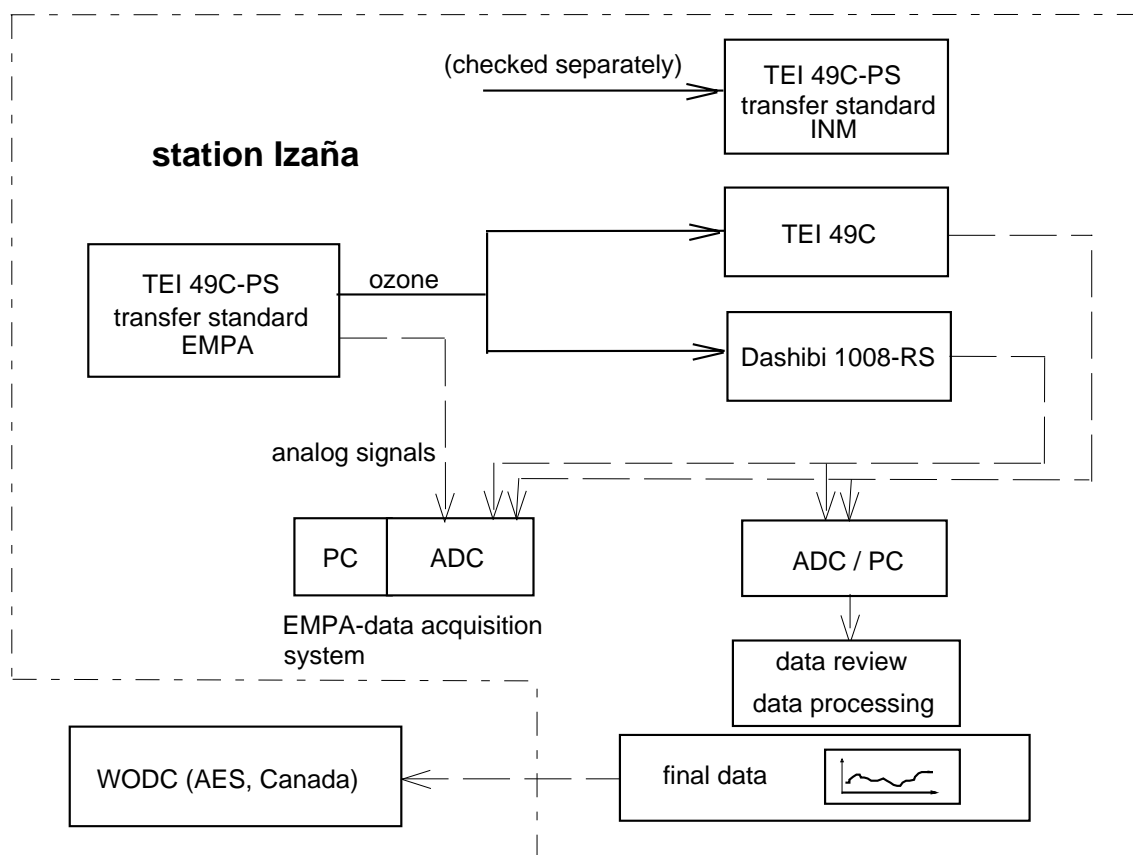 (checked separately)
TEI 49C-PS
transfer standard
INM
station Izaña
TEI 49C
TEI 49C-PS
transfer standard
EMPA
ozone
Dashibi 1008-RS
analog signals
PC
ADC
ADC / PC
EMPA-data acquisition
system
data review
data processing
WODC (AES, Canada)
final data